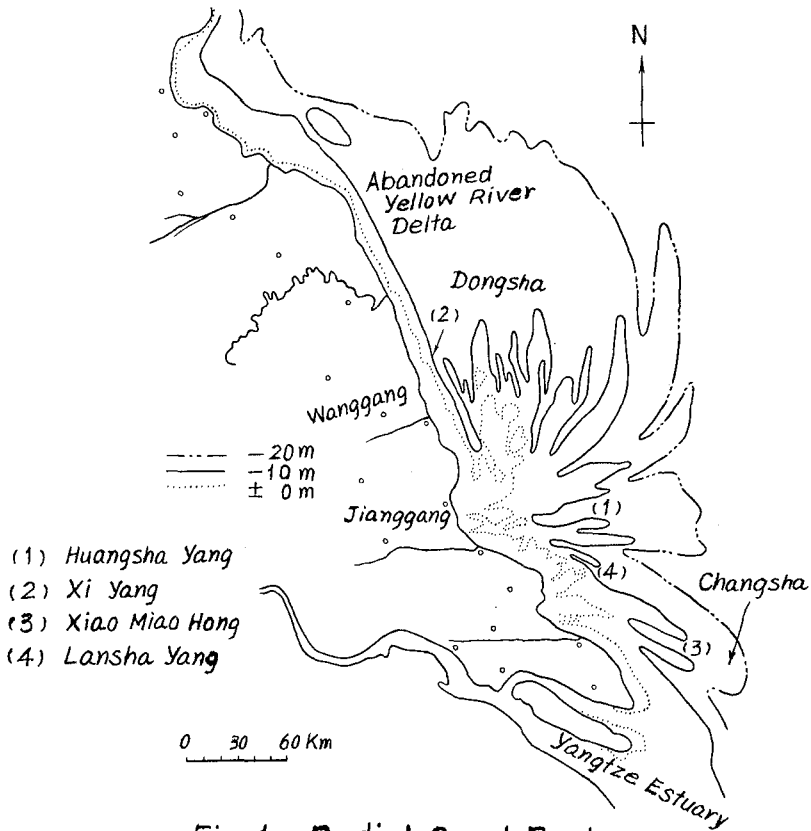 N
Abandoned
Yellow River
Delta
Dongsha
(2)
Wanggang
-20m
-10m
± 0m
Jianggang
(1)
(4)
Changsha
(3)
(1) Huangsha Yang
(2) Xi Yang
(3) Xiao Miao Hong
(4) Lansha Yang
0 30 60 Km
Yangtze Estuary